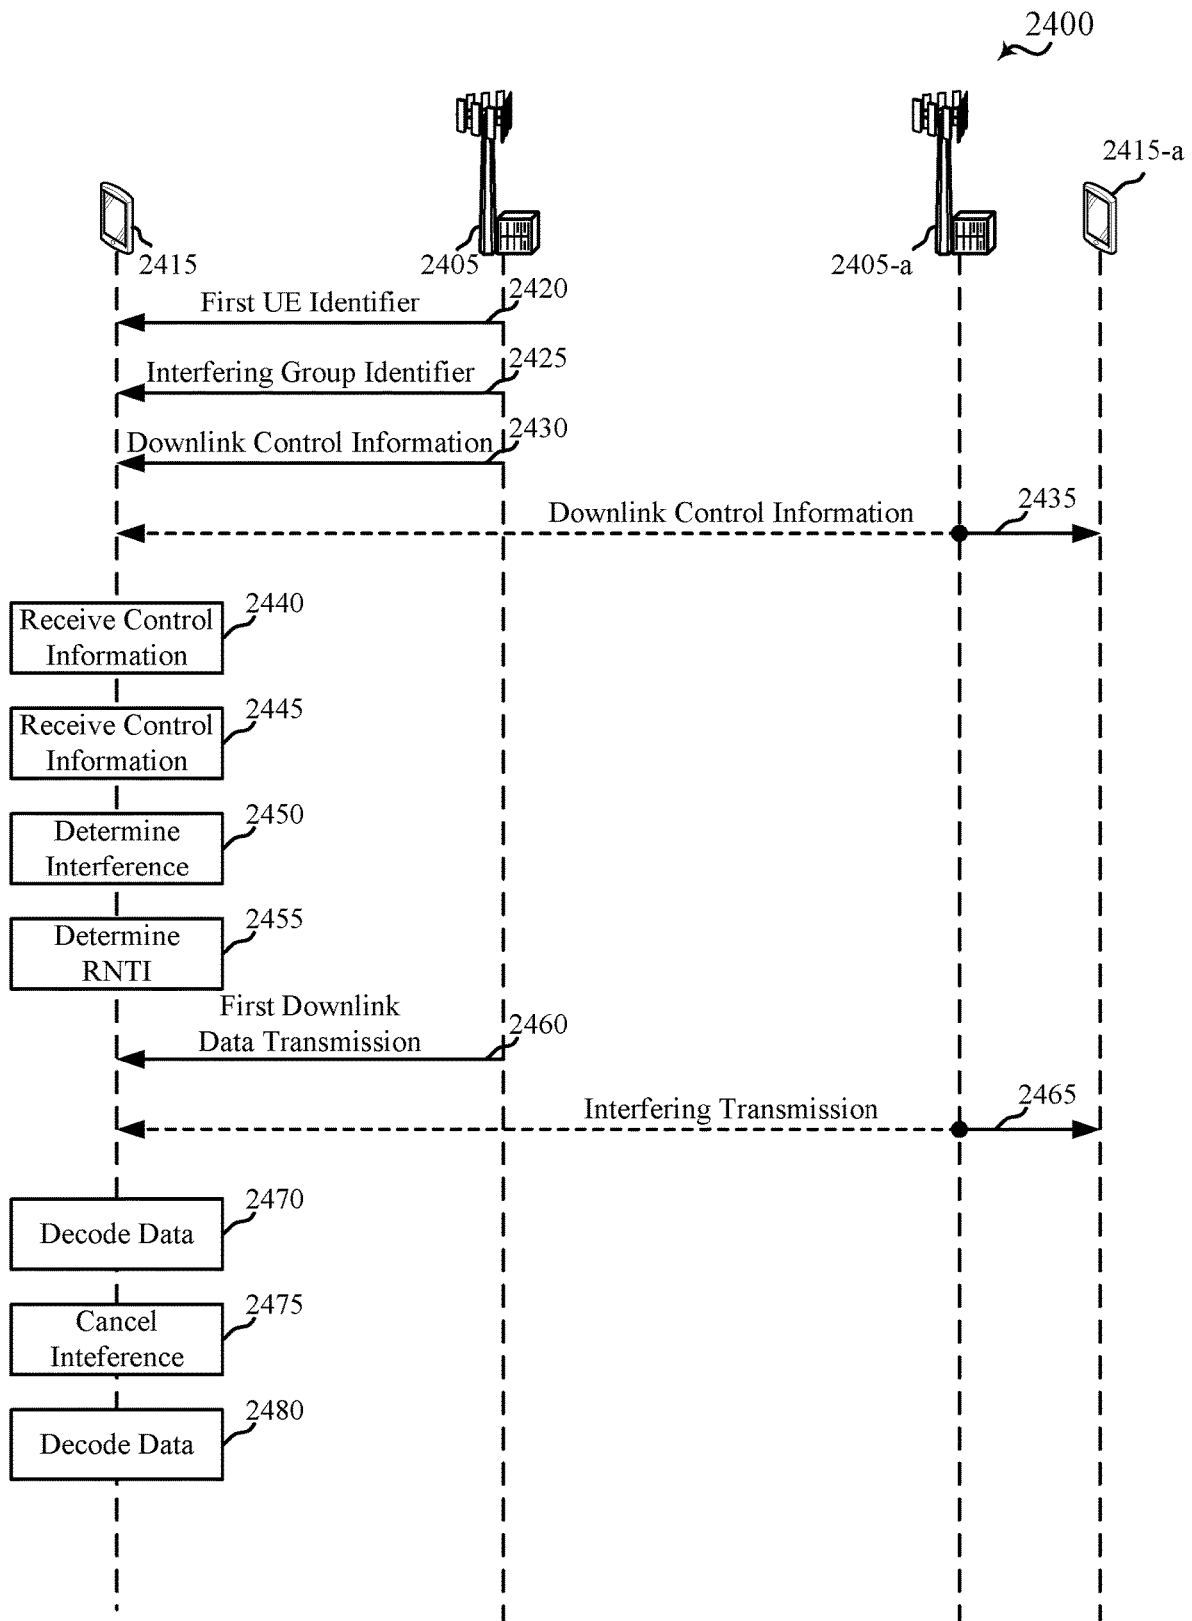 2400
2415-a
2415
2405
2405-a
2420
First UE Identifier
2425
Interfering Group Identifier
2430
Downlink Control Information
2435
Downlink Control Information
2440
Receive Control
Information
2445
Receive Control
Information
2450
Determine
Interference
2455
Determine
RNTI
First Downlink
Data Transmission
2460
Interfering Transmission
2465
2470
Decode Data
2475
Cancel
Inteference
2480
Decode Data